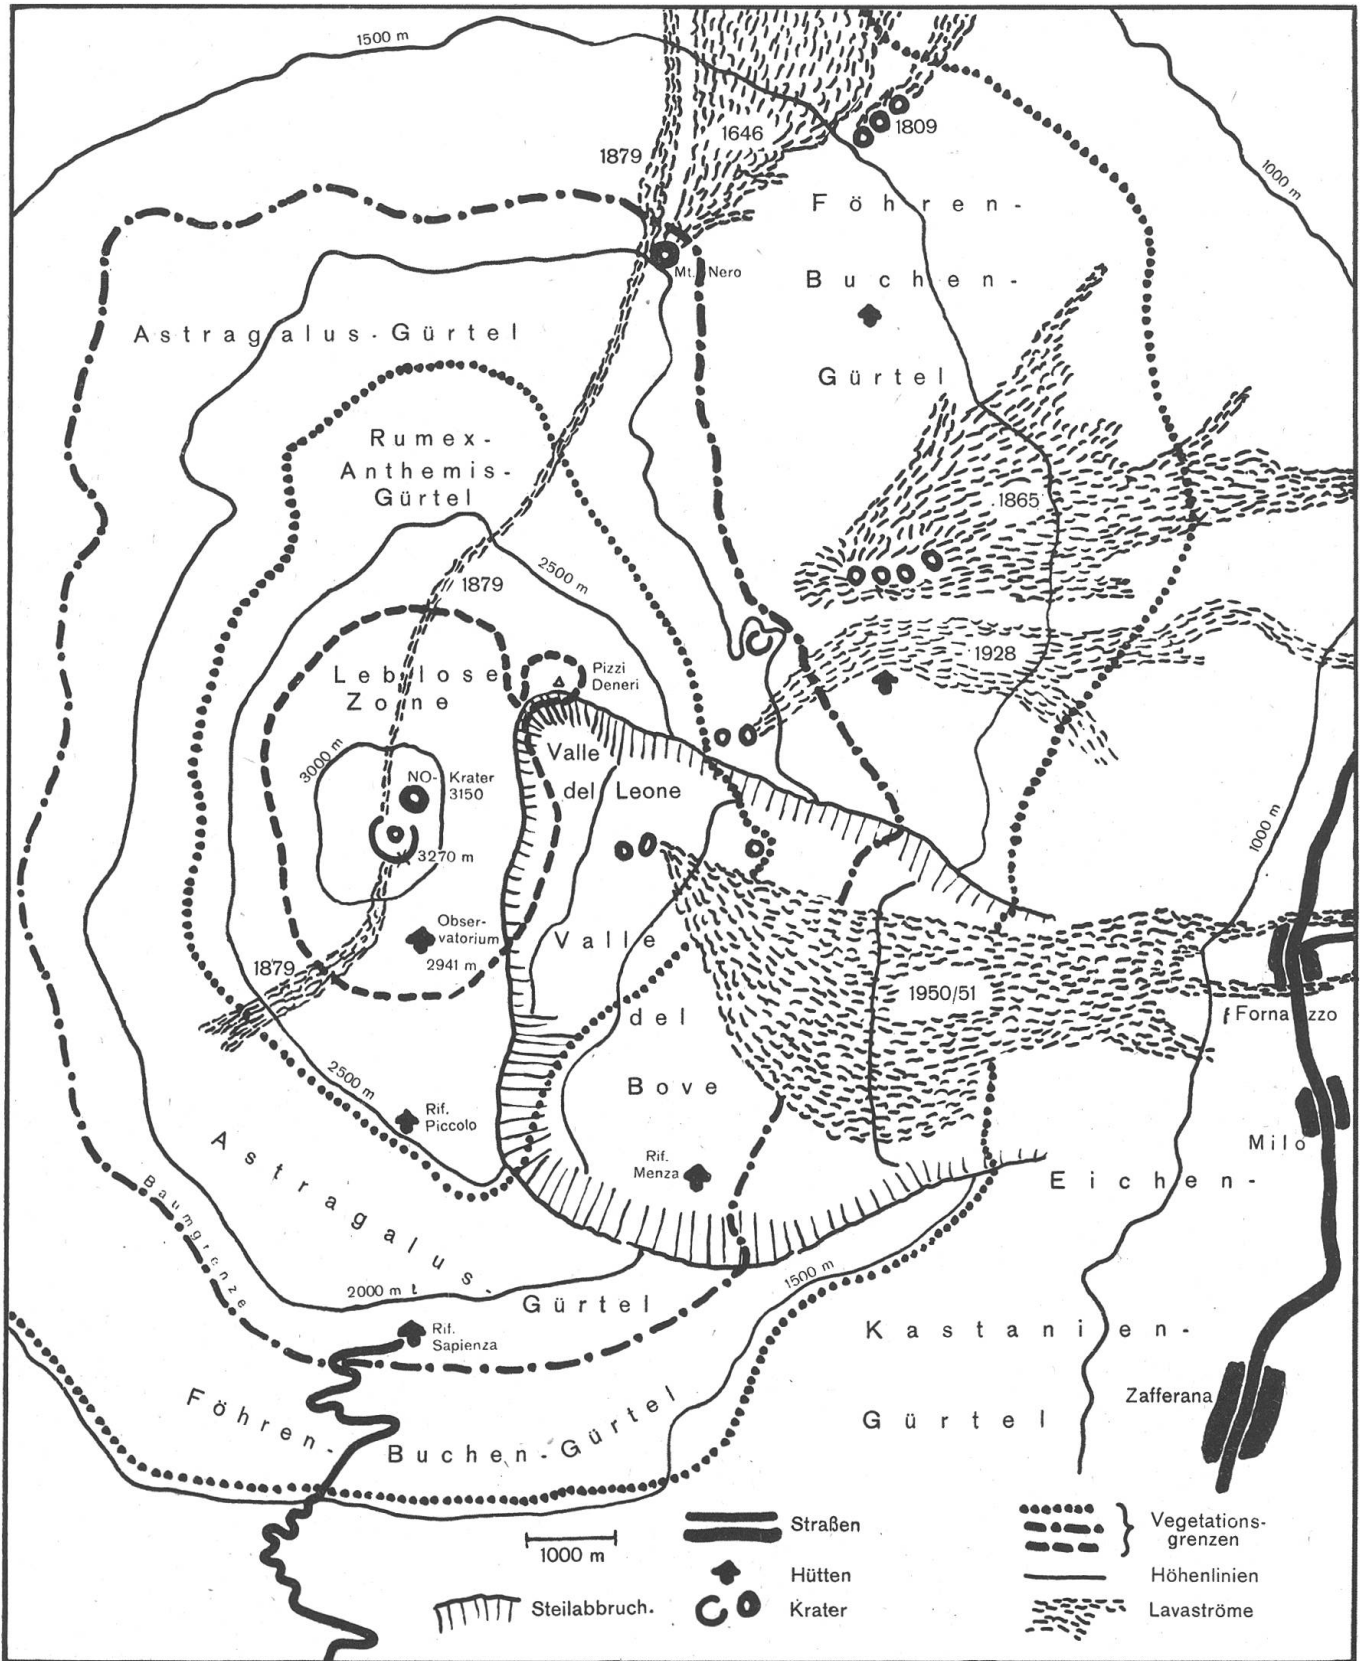 1500 m
1646
1809
1879
1000 m
Föhren-
Buchen-
Gürtel
Mt. Nero
Astragalus-Gürtel
Rumex-
Anthemis-
Gürtel
1865
2500 m
1879
1928
Leblose
Zone
Pizzi
Deneri
Valle
del Leone
3000 m
NO-Krater
3150
3270 m
1000 m
Obser-
vatorium
2941 m
Valle
del
Bove
1879
1950/51
Fornazzo
2500 m
Rif.
Piccolo
Rif.
Menza
Milo
Astragalus-
Gürtel
Baumgrenze
Eichen-
Kastanien-
Gürtel
2000 m
1500 m
Rif.
Sapienza
Zafferana
Föhren-
Buchen-Gürtel
1000 m
Straßen
Hütten
Krater
Steilabbruch.
Vegetations-
grenzen
Höhenlinien
Lavaströme